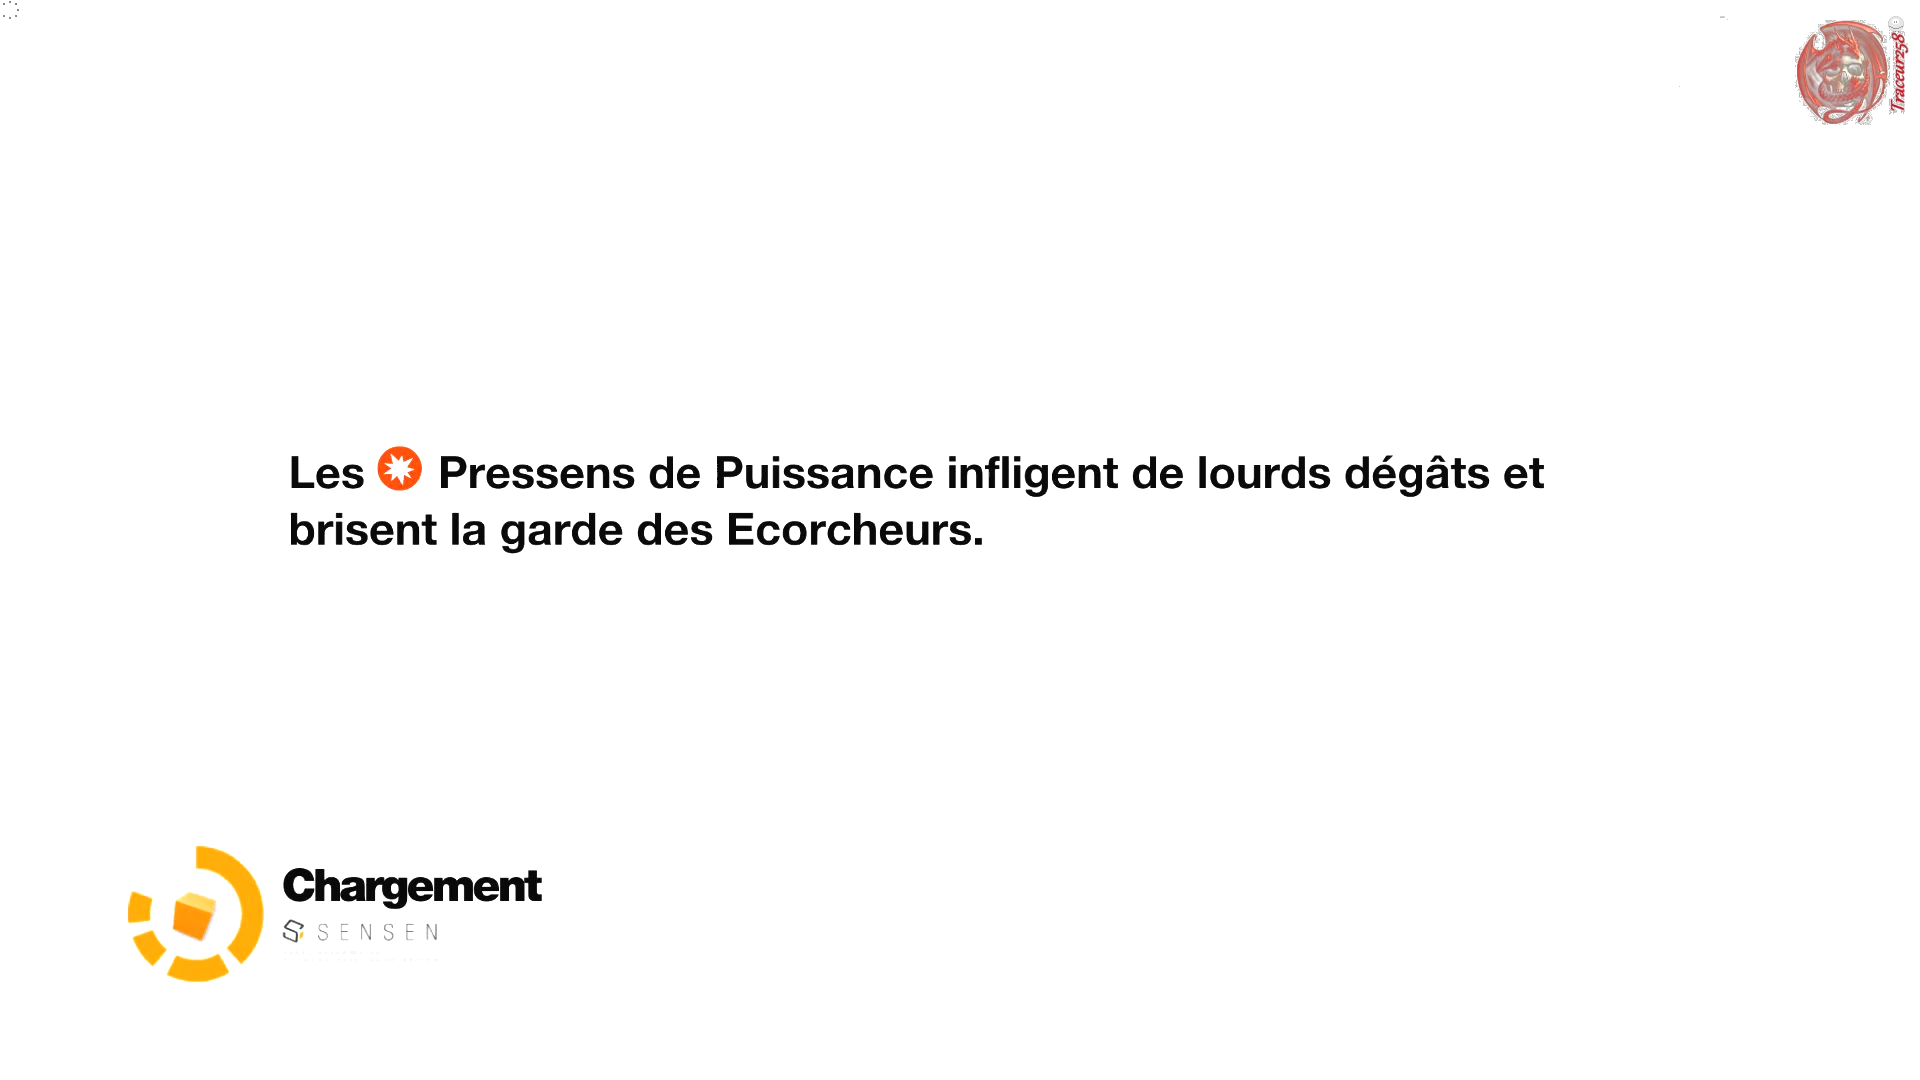 Traceur258
Les Pressens de Puissance infligent de lourds dégâts et
brisent la garde des Ecorcheurs.
Chargement
SENSEN